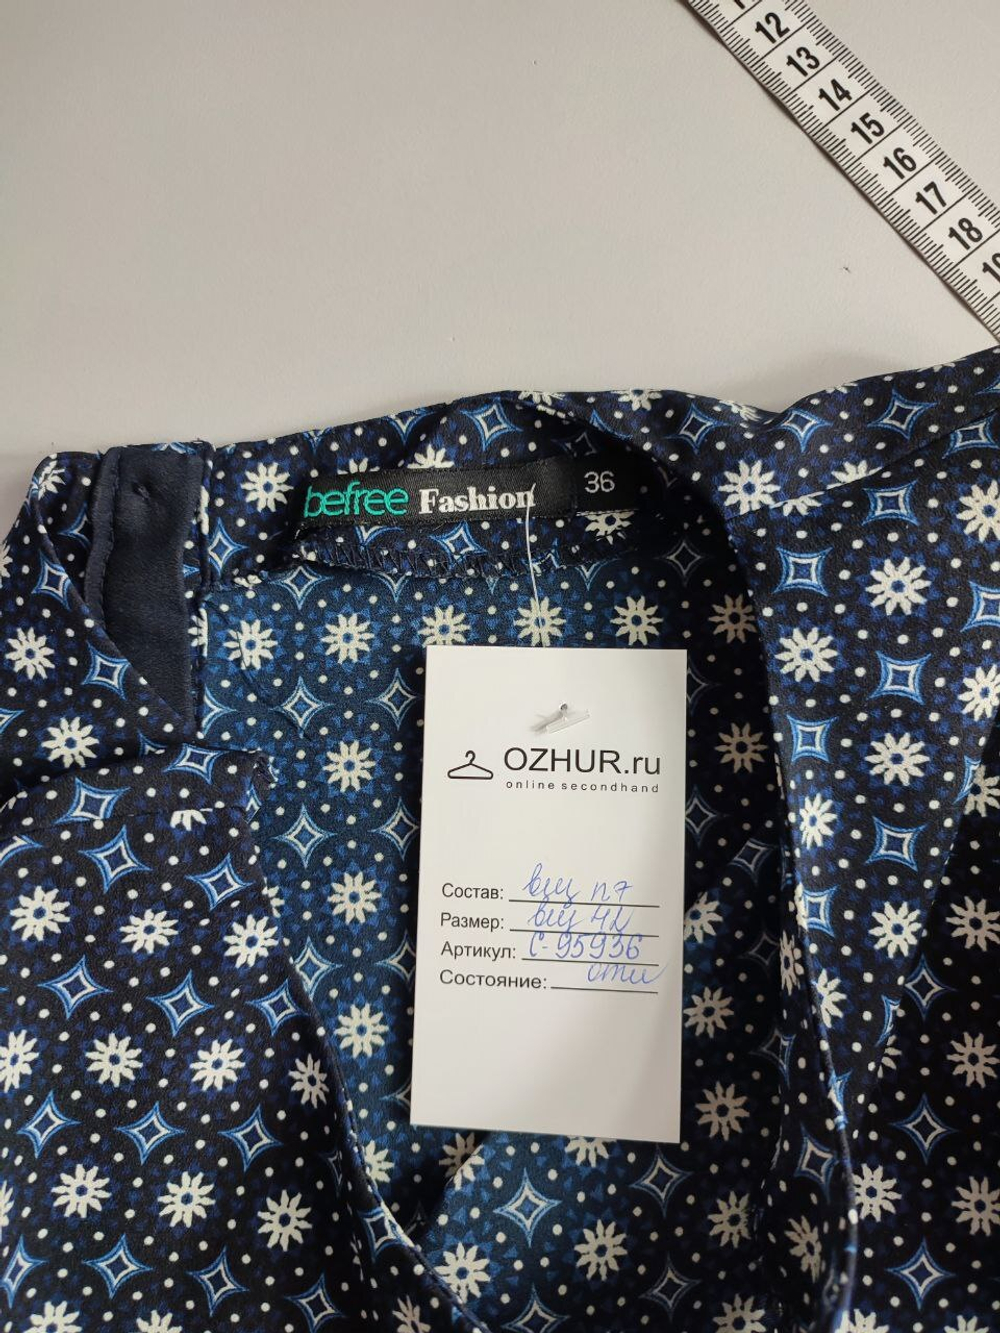 12
13
14
15
16
17
18
befree Fashion 36
OZHUR.ru
online secondhand
Состав:
Размер:
Артикул: С-95936
Состояние: